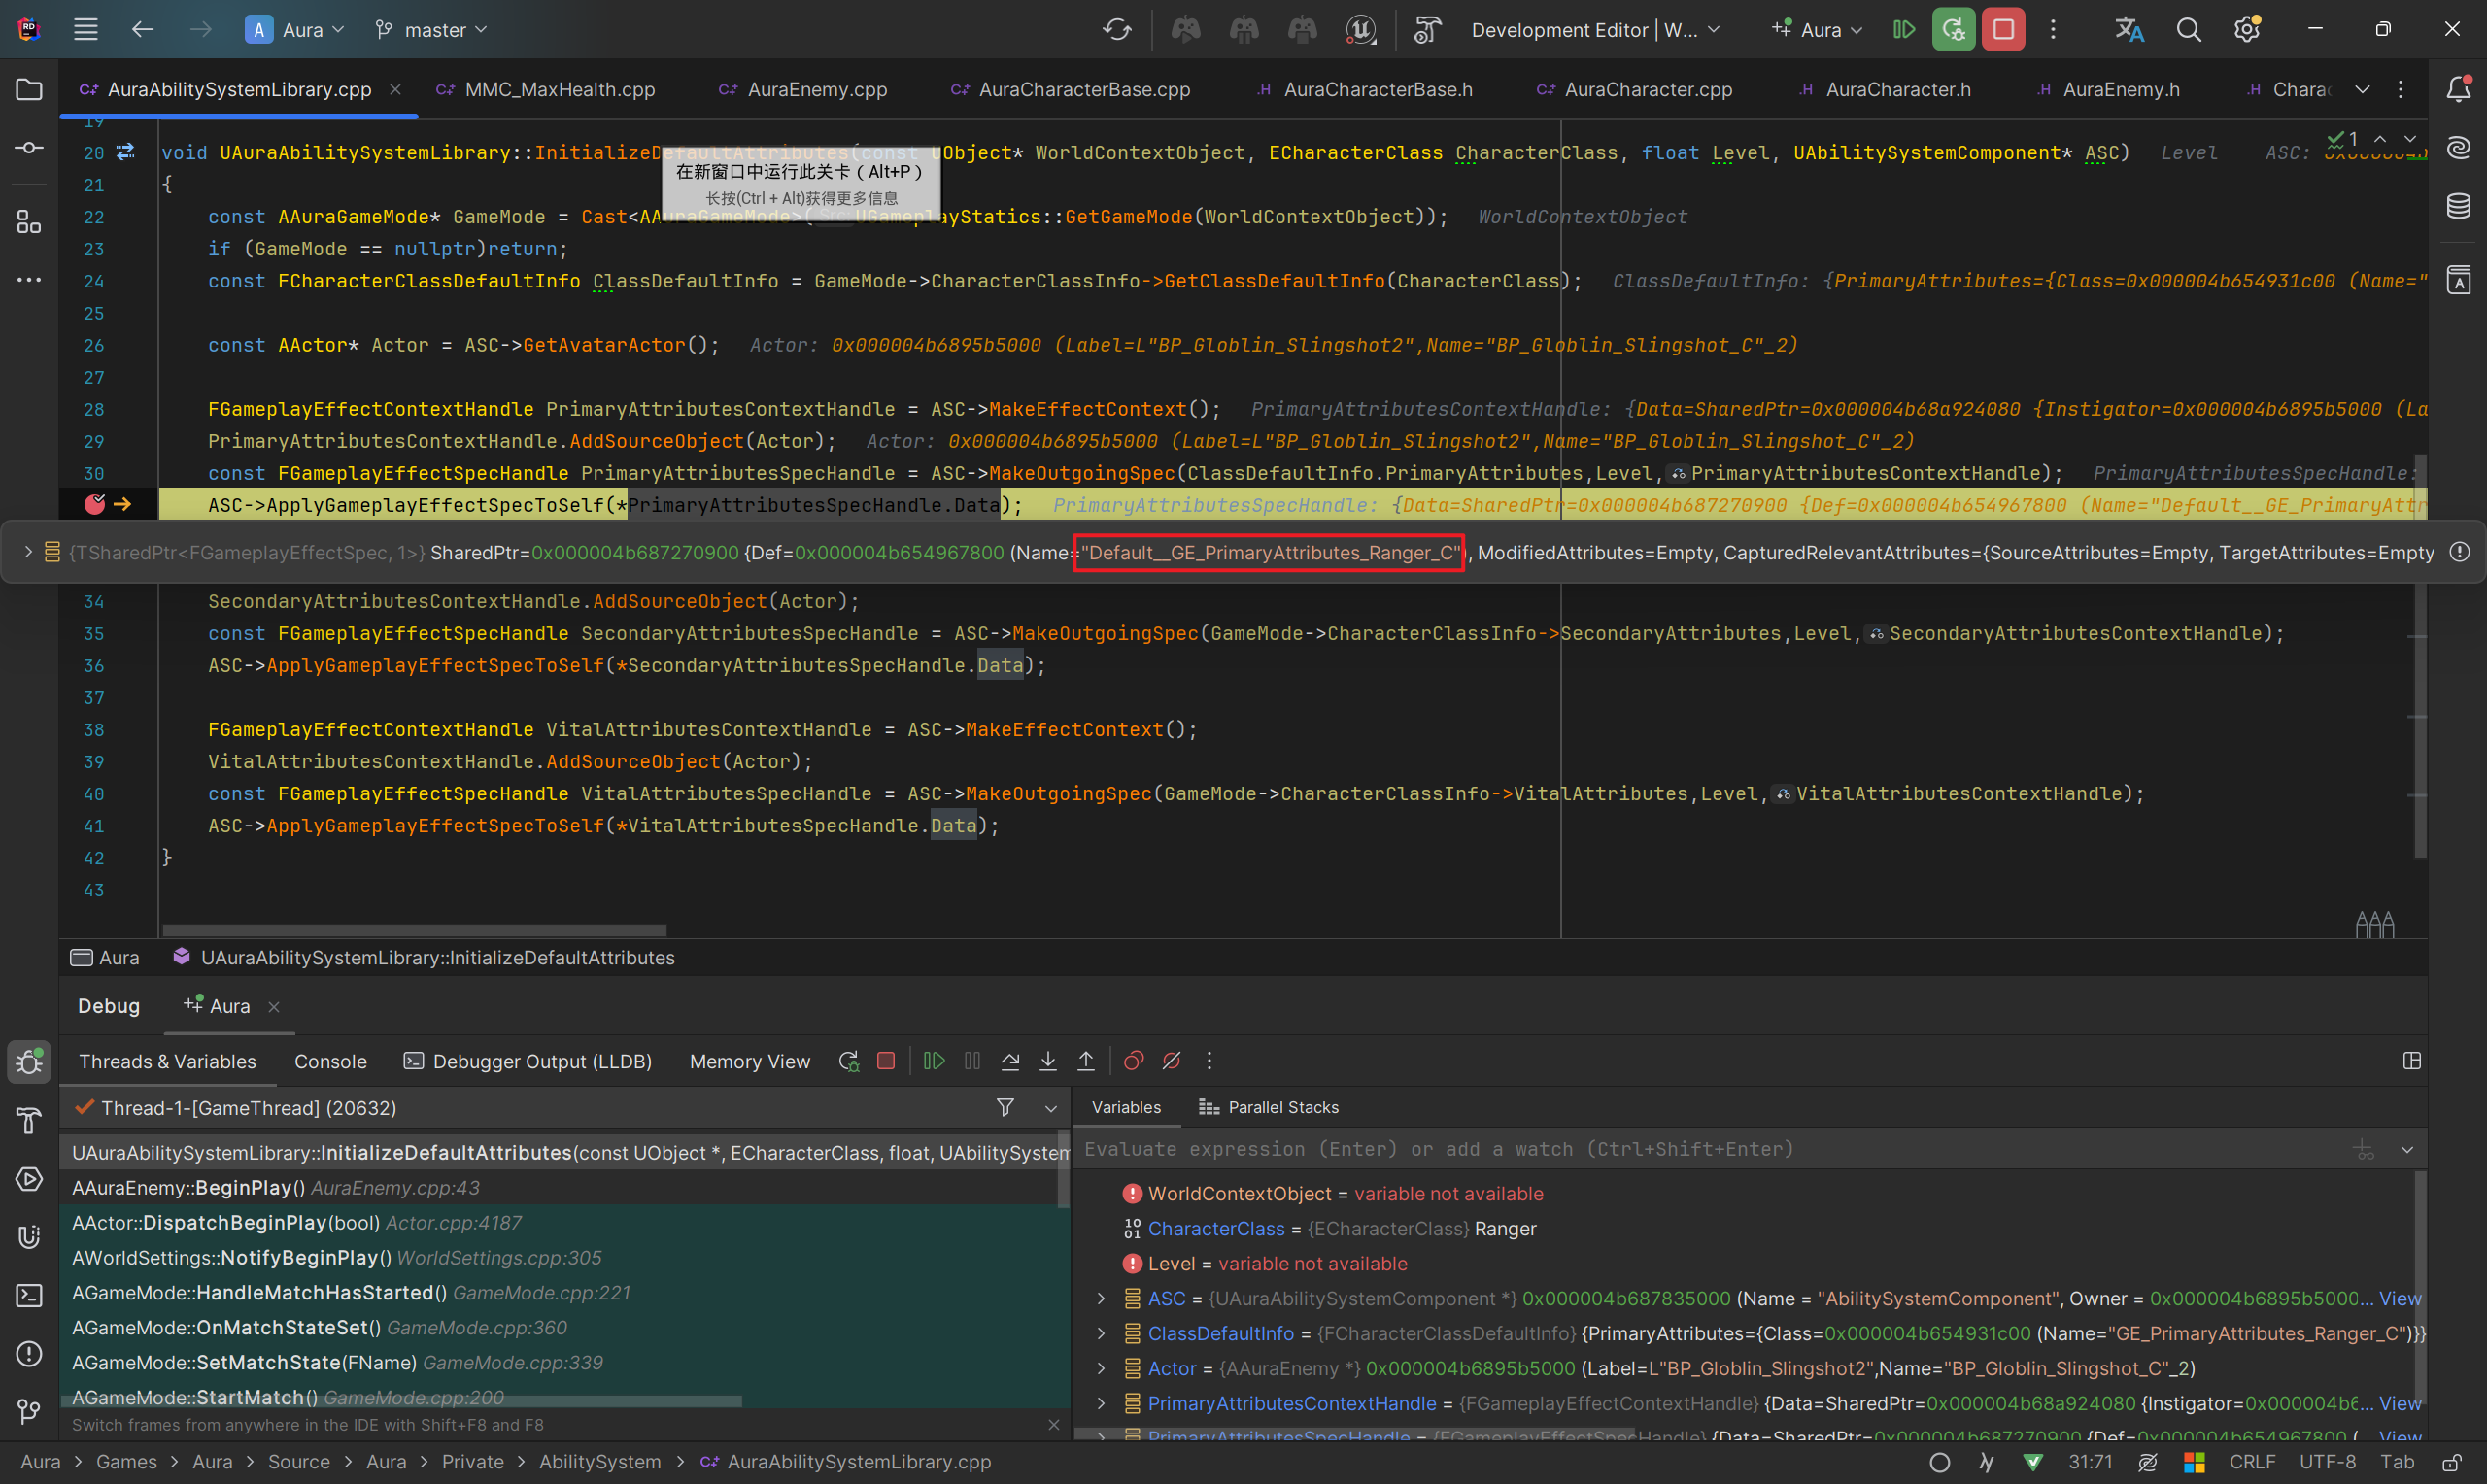 Aura
master
Development Editor | W...
Aura
AuraAbilitySystemLibrary.cpp
MMC_MaxHealth.cpp
AuraEnemy.cpp
AuraCharacterBase.cpp
AuraCharacterBase.h
AuraCharacter.cpp
AuraCharacter.h
AuraEnemy.h
Charac
19
20 void UAuraAbilitySystemLibrary::InitializeDefaultAttributes(const UObject* WorldContextObject, ECharacterClass CharacterClass, float Level, UAbilitySystemComponent* ASC) Level ASC:
1
在新窗口中运行此关卡（Alt+P）
长按(Ctrl + Alt)获得更多信息
21 {
22 const AAuraGameMode* GameMode = Cast<AAuraGameMode>(UGameplayStatics::GetGameMode(WorldContextObject)); WorldContextObject
23 if (GameMode == nullptr)return;
24 const FCharacterClassDefaultInfo ClassDefaultInfo = GameMode->CharacterClassInfo->GetClassDefaultInfo(CharacterClass); ClassDefaultInfo: {PrimaryAttributes={Class=0x000004b654931c00 (Name="
25
26 const AActor* Actor = ASC->GetAvatarActor(); Actor: 0x000004b6895b5000 (Label=L"BP_Globlin_Slingshot2",Name="BP_Globlin_Slingshot_C"_2)
27
28 FGameplayEffectContextHandle PrimaryAttributesContextHandle = ASC->MakeEffectContext(); PrimaryAttributesContextHandle: {Data=SharedPtr=0x000004b68a924080 {Instigator=0x000004b6895b5000 (La
29 PrimaryAttributesContextHandle.AddSourceObject(Actor); Actor: 0x000004b6895b5000 (Label=L"BP_Globlin_Slingshot2",Name="BP_Globlin_Slingshot_C"_2)
30 const FGameplayEffectSpecHandle PrimaryAttributesSpecHandle = ASC->MakeOutgoingSpec(ClassDefaultInfo.PrimaryAttributes,Level,PrimaryAttributesContextHandle); PrimaryAttributesSpecHandle:
ASC->ApplyGameplayEffectSpecToSelf(*PrimaryAttributesSpecHandle.Data); PrimaryAttributesSpecHandle: {Data=SharedPtr=0x000004b687270900 {Def=0x000004b654967800 (Name="Default__GE_PrimaryAttr
{TSharedPtr<FGameplayEffectSpec, 1>} SharedPtr=0x000004b687270900 {Def=0x000004b654967800 (Name="Default__GE_PrimaryAttributes_Ranger_C"), ModifiedAttributes=Empty, CapturedRelevantAttributes={SourceAttributes=Empty, TargetAttributes=Empty
34 SecondaryAttributesContextHandle.AddSourceObject(Actor);
35 const FGameplayEffectSpecHandle SecondaryAttributesSpecHandle = ASC->MakeOutgoingSpec(GameMode->CharacterClassInfo->SecondaryAttributes,Level,SecondaryAttributesContextHandle);
36 ASC->ApplyGameplayEffectSpecToSelf(*SecondaryAttributesSpecHandle.Data);
37
38 FGameplayEffectContextHandle VitalAttributesContextHandle = ASC->MakeEffectContext();
39 VitalAttributesContextHandle.AddSourceObject(Actor);
40 const FGameplayEffectSpecHandle VitalAttributesSpecHandle = ASC->MakeOutgoingSpec(GameMode->CharacterClassInfo->VitalAttributes,Level,VitalAttributesContextHandle);
41 ASC->ApplyGameplayEffectSpecToSelf(*VitalAttributesSpecHandle.Data);
42 }
43
Aura UAuraAbilitySystemLibrary::InitializeDefaultAttributes
Debug Aura
Threads & Variables Console Debugger Output (LLDB) Memory View
Thread-1-[GameThread] (20632)
UAuraAbilitySystemLibrary::InitializeDefaultAttributes(const UObject *, ECharacterClass, float, UAbilitySystem
AAuraEnemy::BeginPlay() AuraEnemy.cpp:43
AActor::DispatchBeginPlay(bool) Actor.cpp:4187
AWorldSettings::NotifyBeginPlay() WorldSettings.cpp:305
AGameMode::HandleMatchHasStarted() GameMode.cpp:221
AGameMode::OnMatchStateSet() GameMode.cpp:360
AGameMode::SetMatchState(FName) GameMode.cpp:339
AGameMode::StartMatch() GameMode.cpp:200
Switch frames from anywhere in the IDE with Shift+F8 and F8
Variables Parallel Stacks
Evaluate expression (Enter) or add a watch (Ctrl+Shift+Enter)
WorldContextObject = variable not available
CharacterClass = {ECharacterClass} Ranger
Level = variable not available
ASC = {UAuraAbilitySystemComponent *} 0x000004b687835000 (Name = "AbilitySystemComponent", Owner = 0x000004b6895b5000... View
ClassDefaultInfo = {FCharacterClassDefaultInfo} {PrimaryAttributes={Class=0x000004b654931c00 (Name="GE_PrimaryAttributes_Ranger_C")}}
Actor = {AAuraEnemy *} 0x000004b6895b5000 (Label=L"BP_Globlin_Slingshot2",Name="BP_Globlin_Slingshot_C"_2)
PrimaryAttributesContextHandle = {FGameplayEffectContextHandle} {Data=SharedPtr=0x000004b68a924080 {Instigator=0x000004b6... View
PrimaryAttributesSpecHandle = {FGameplayEffectSpecHandle} {Data=SharedPtr=0x000004b687270900 {Def=0x000004b654967800 (... View
Aura > Games > Aura > Source > Aura > Private > AbilitySystem > AuraAbilitySystemLibrary.cpp
31:71 CRLF UTF-8 Tab